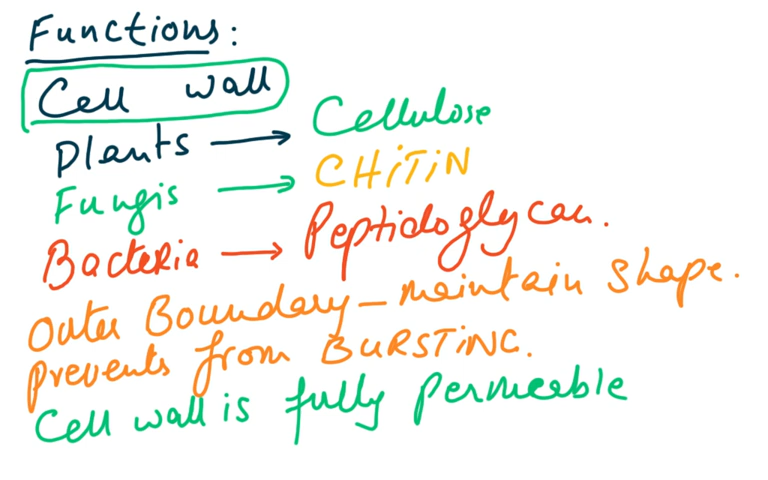 Functions:
Cell wall
Plants → Cellulose
Fungis → CHiTiN
Bacteria → Peptidoglycan.
Outer Boundary - maintain shape.
Prevents from BURSTiNG.
Cell wall is fully permeable